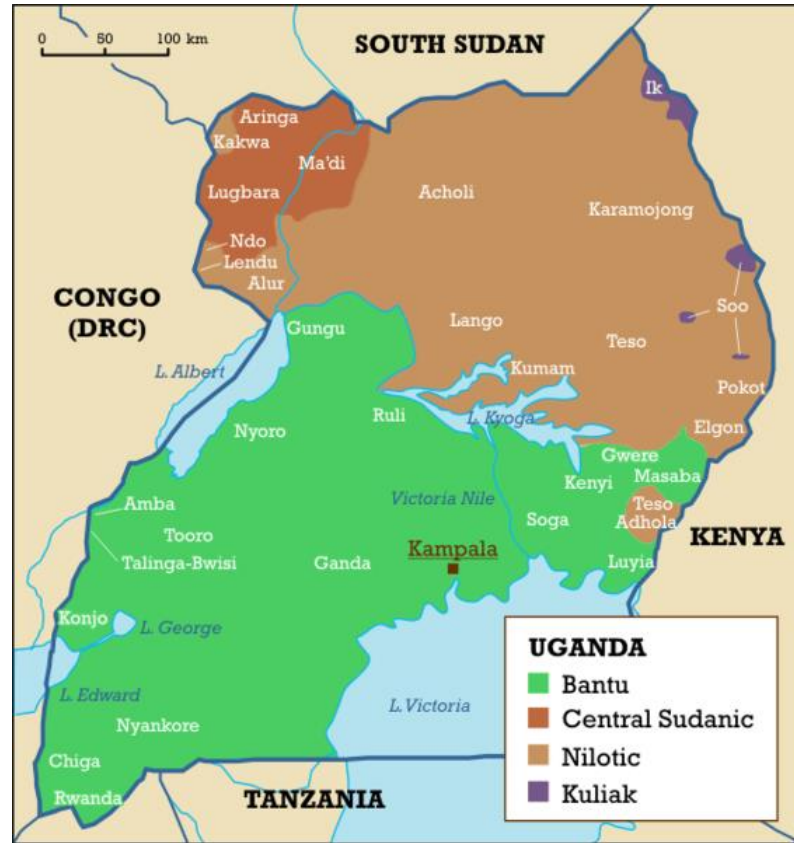 0 50 100 km
SOUTH SUDAN
Ik
Aringa
Kakwa
Ma'di
Lugbara
Acholi
Karamojong
Ndo
Lendu
Alur
CONGO
(DRC)
Soo
Gungu
Lango
Teso
L. Albert
Kumam
Pokot
Ruli
L. Kyoga
Nyoro
Elgon
Gwere
Masaba
Kenyi
Amba
Victoria Nile
Teso
Adhola
Soga
Tooro
KENYA
Talinga-Bwisi
Ganda
Kampala
Luyia
Konjo
L. George
L. Edward
L. Victoria
Nyankore
Chiga
Rwanda
TANZANIA
UGANDA
Bantu
Central Sudanic
Nilotic
Kuliak